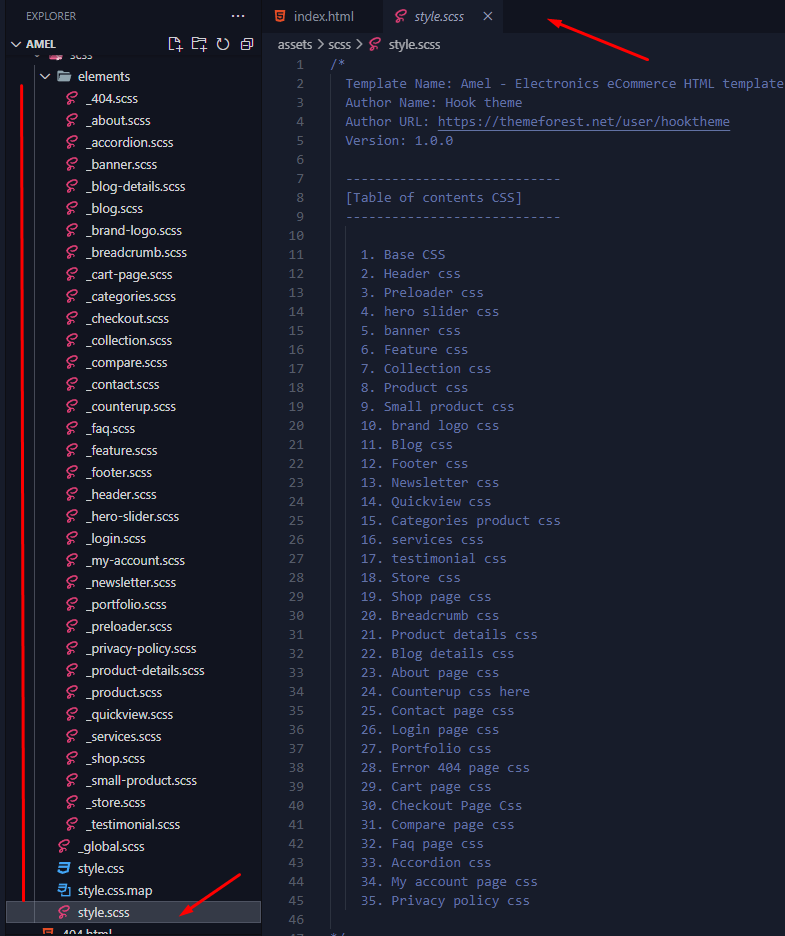 EXPLORER
AMEL
scss
elements
_404.scss
_about.scss
_accordion.scss
_banner.scss
_blog-details.scss
_blog.scss
_brand-logo.scss
_breadcrumb.scss
_cart-page.scss
_categories.scss
_checkout.scss
_collection.scss
_compare.scss
_contact.scss
_counterup.scss
_faq.scss
_feature.scss
_footer.scss
_header.scss
_hero-slider.scss
_login.scss
_my-account.scss
_newsletter.scss
_portfolio.scss
_preloader.scss
_privacy-policy.scss
_product-details.scss
_product.scss
_quickview.scss
_services.scss
_shop.scss
_small-product.scss
_store.scss
_testimonial.scss
_global.scss
style.css
style.css.map
style.scss
404.html
index.html
style.scss
assets > scss > style.scss
1 /*
2 Template Name: Amel - Electronics eCommerce HTML template
3 Author Name: Hook theme
4 Author URL: https://themeforest.net/user/hooktheme
5 Version: 1.0.0
6
7 ----------------------------
8 [Table of contents CSS]
9 ----------------------------
10
11 1. Base CSS
12 2. Header css
13 3. Preloader css
14 4. hero slider css
15 5. banner css
16 6. Feature css
17 7. Collection css
18 8. Product css
19 9. Small product css
20 10. brand logo css
21 11. Blog css
22 12. Footer css
23 13. Newsletter css
24 14. Quickview css
25 15. Categories product css
26 16. services css
27 17. testimonial css
28 18. Store css
29 19. Shop page css
30 20. Breadcrumb css
31 21. Product details css
32 22. Blog details css
33 23. About page css
34 24. Counterup css here
35 25. Contact page css
36 26. Login page css
37 27. Portfolio css
38 28. Error 404 page css
39 29. Cart page css
40 30. Checkout Page Css
41 31. Compare page css
42 32. Faq page css
43 33. Accordion css
44 34. My account page css
45 35. Privacy policy css
46
47 */